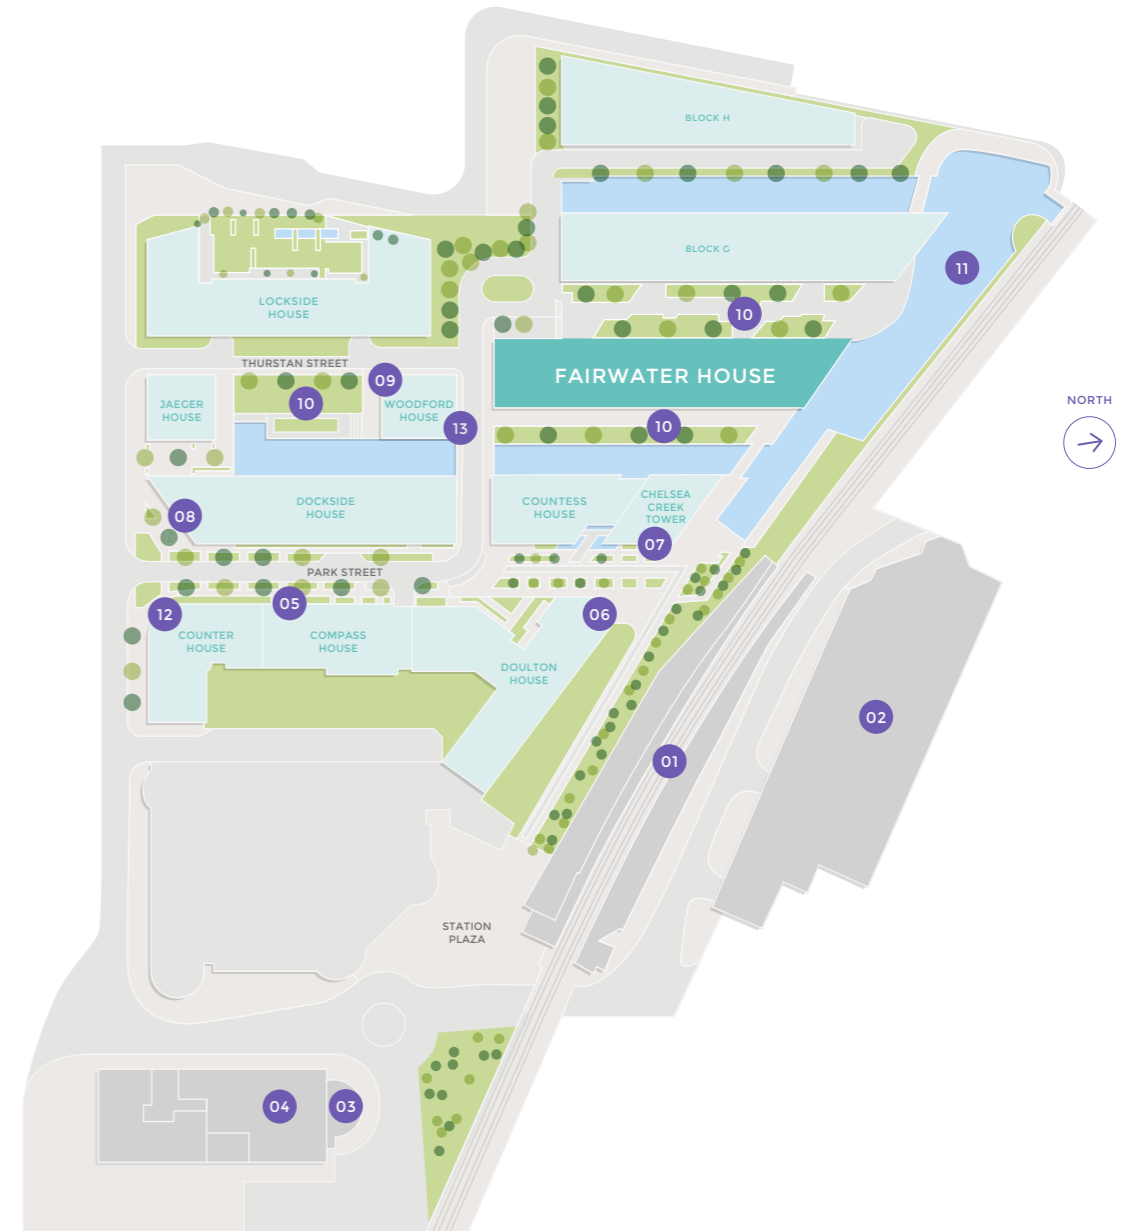 BLOCK H
BLOCK G
11
10
LOCKSIDE
HOUSE
THURSTAN STREET
FAIRWATER HOUSE
09
NORTH
JAEGER
HOUSE
10
WOODFORD
HOUSE
13
10
DOCKSIDE
HOUSE
COUNTESS
HOUSE
CHELSEA
CREEK
TOWER
08
07
PARK STREET
12
05
06
COUNTER
HOUSE
COMPASS
HOUSE
DOULTON
HOUSE
02
01
STATION
PLAZA
04
03